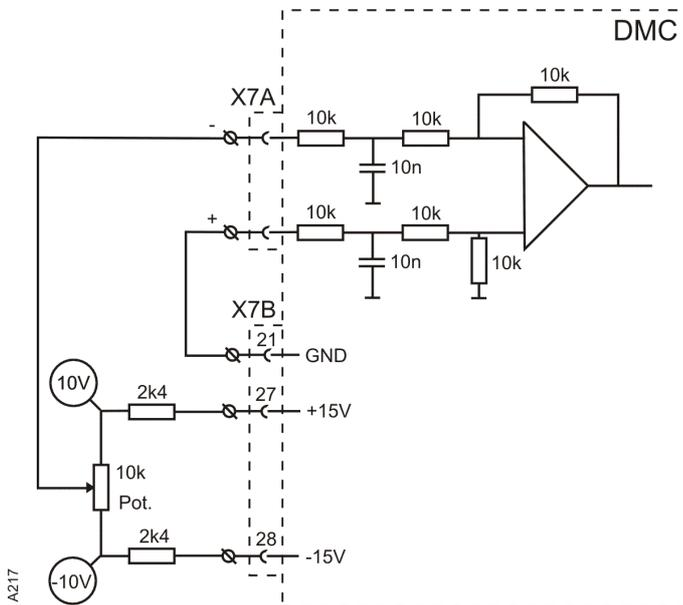 DMC
X7A
10k
-
10k
10k
10n
+
10k
10k
10n
10k
X7B
21
GND
10V
2k4
27
+15V
10k
Pot.
2k4
28
-15V
-10V
A217